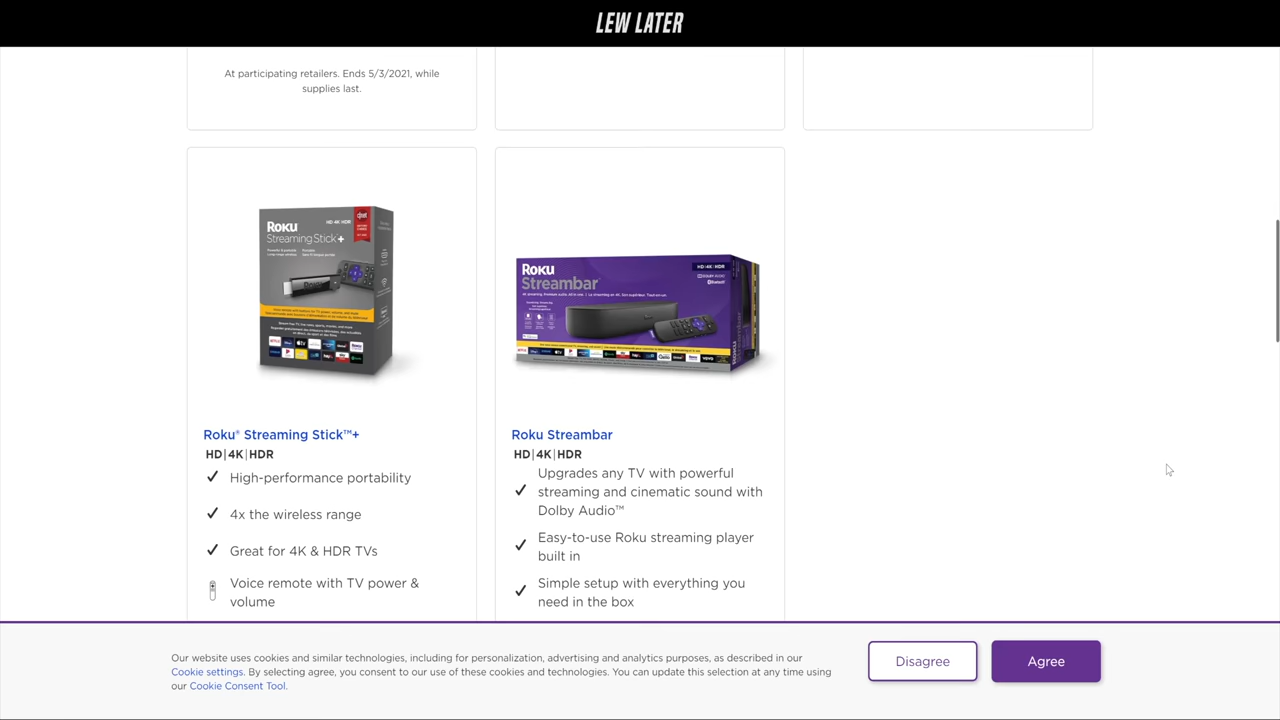 LEW LATER
At participating retailers. Ends 5/3/2021, while
supplies last.
Roku
Streaming Stick+
HD·4K·HDR
Roku
Streambar
HD·4K·HDR
Roku
Streambar
Roku® Streaming Stick™+
HD|4K|HDR
High-performance portability
4x the wireless range
Great for 4K & HDR TVs
Voice remote with TV power &
volume
Roku Streambar
HD|4K|HDR
Upgrades any TV with powerful
streaming and cinematic sound with
Dolby Audio™
Easy-to-use Roku streaming player
built in
Simple setup with everything you
need in the box
Our website uses cookies and similar technologies, including for personalization, advertising and analytics purposes, as described in our
Cookie settings. By selecting agree, you consent to our use of these cookies and technologies. You can update this selection at any time using
our Cookie Consent Tool.
Disagree
Agree